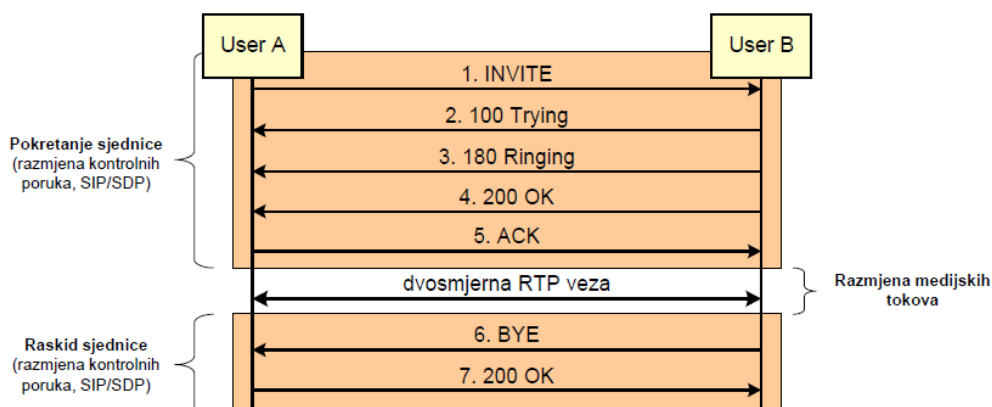 User A
User B
1. INVITE
2. 100 Trying
Pokretanje sjednice
(razmjena kontrolnih
poruka, SIP/SDP)
3. 180 Ringing
4. 200 OK
5. ACK
dvosmjerna RTP veza
Razmjena medijskih
tokova
6. BYE
Raskid sjednice
(razmjena kontrolnih
poruka, SIP/SDP)
7. 200 OK